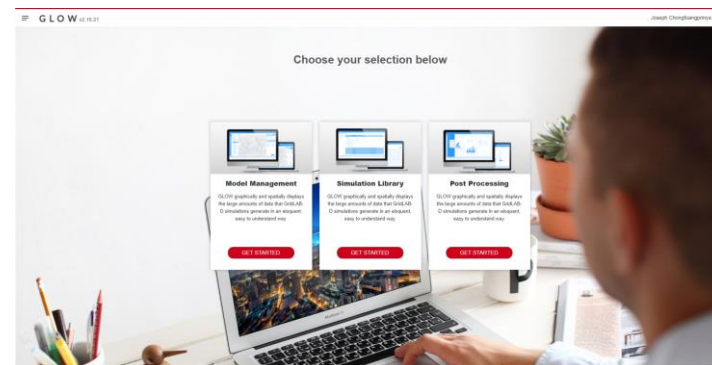 GLOW v2.10.21
Choose your selection below
Model Management
GLOW graphically and spatially displays
the large amounts of data that GridLAB-
D simulations generate in an eloquent,
easy to understand way.
GET STARTED
Simulation Library
GLOW graphically and spatially displays
the large amounts of data that GridLAB-
D simulations generate in an eloquent,
easy to understand way.
GET STARTED
Post Processing
GLOW graphically and spatially displays
the large amounts of data that GridLAB-
D simulations generate in an eloquent,
easy to understand way.
GET STARTED